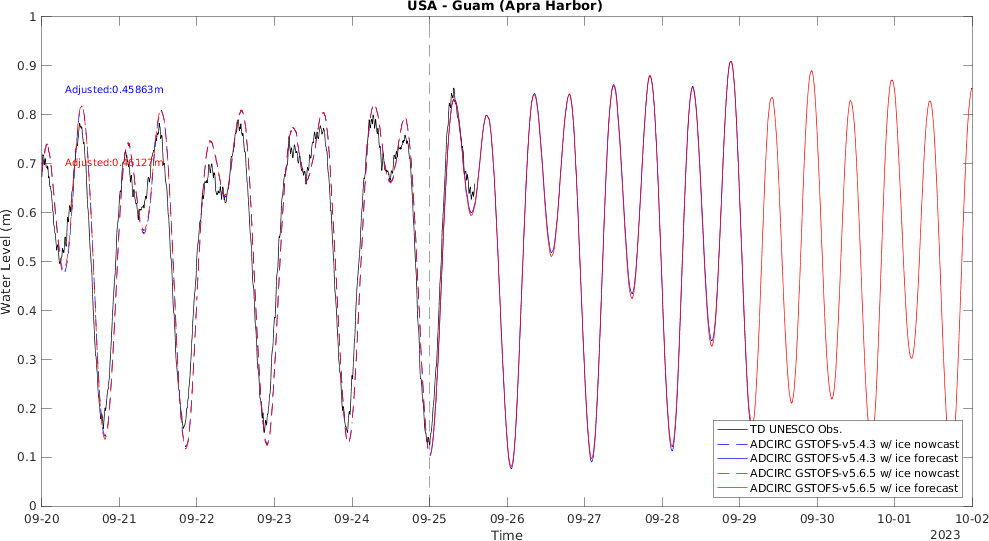 USA - Guam (Apra Harbor)
1
0.9
0.8
0.7
0.6
0.5
0.4
0.3
0.2
0.1
0
Water Level (m)
Adjusted:0.45863m
Adjusted:0.46127m
TD UNESCO Obs.
ADCIRC GSTOFS-v5.4.3 w/ ice nowcast
ADCIRC GSTOFS-v5.4.3 w/ ice forecast
ADCIRC GSTOFS-v5.6.5 w/ ice nowcast
ADCIRC GSTOFS-v5.6.5 w/ ice forecast
09-20 09-21 09-22 09-23 09-24 09-25 09-26 09-27 09-28 09-29 09-30 10-01 10-02
Time
2023